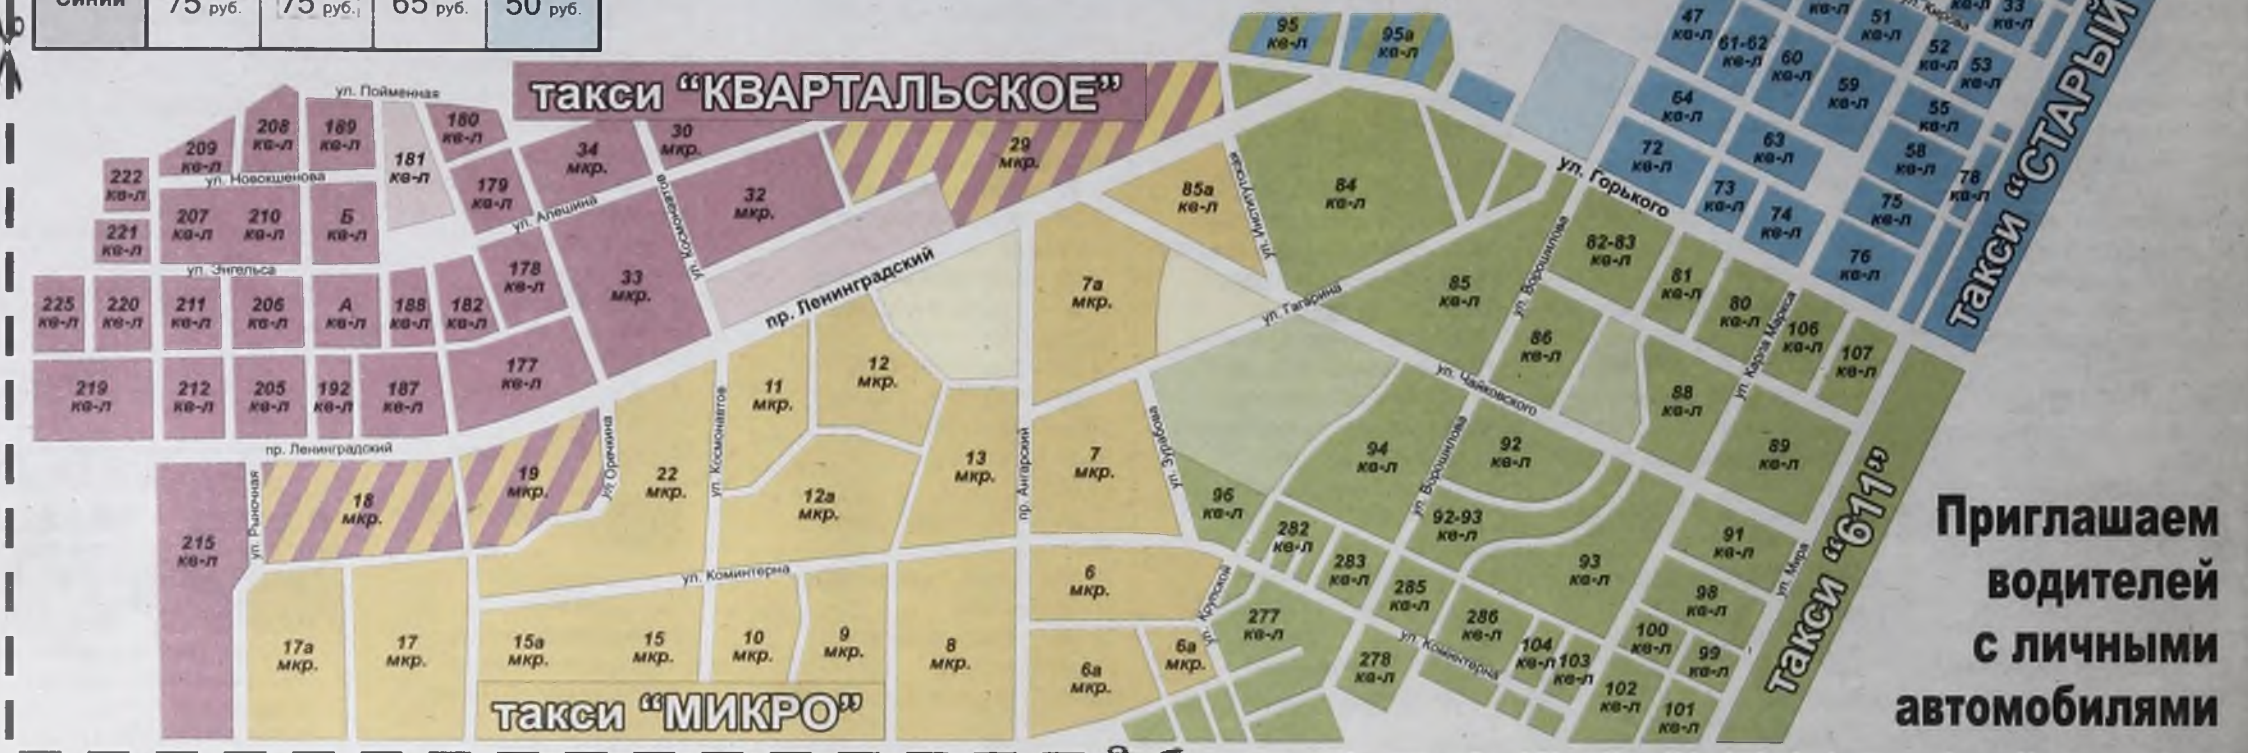 Синий 75 руб. 75 руб. 65 руб. 50 руб.
такси “КВАРТАЛЬСКОЕ”
ул. Пойменная
222 кв-л
209 кв-л
208 кв-л
189 кв-л
181 кв-л
180 кв-л
179 кв-л
34 мкр.
30 мкр.
29 мкр.
32 мкр.
33 мкр.
ул. Новокшенова
221 кв-л
207 кв-л
210 кв-л
Б кв-л
ул. Алешина
ул. Космонавтов
ул. Энгельса
225 кв-л
220 кв-л
211 кв-л
206 кв-л
А кв-л
188 кв-л
182 кв-л
178 кв-л
219 кв-л
212 кв-л
205 кв-л
192 кв-л
187 кв-л
177 кв-л
пр. Ленинградский
пр. Ленинградский
215 кв-л
ул. Рыночная
18 мкр.
19 мкр.
ул. Оречкина
22 мкр.
ул. Космонавтов
11 мкр.
12 мкр.
12а мкр.
13 мкр.
пр. Ангарский
7а мкр.
7 мкр.
85а кв-л
ул. Институтская
ул. Гагарина
ул. Зурабова
ул. Коминтерна
17а мкр.
17 мкр.
15а мкр.
15 мкр.
10 мкр.
9 мкр.
8 мкр.
6 мкр.
6а мкр.
6а мкр.
такси “МИКРО”
95 кв-л
95а кв-л
84 кв-л
85 кв-л
ул. Горького
ул. Ворошилова
82-83 кв-л
81 кв-л
80 кв-л
106 кв-л
107 кв-л
ул. Карла Маркса
86 кв-л
88 кв-л
89 кв-л
ул. Чайковского
94 кв-л
ул. Ворошилова
92 кв-л
92-93 кв-л
93 кв-л
96 кв-л
282 кв-л
283 кв-л
285 кв-л
286 кв-л
277 кв-л
278 кв-л
ул. Крупской
ул. Коминтерна
104 кв-л
103 кв-л
91 кв-л
98 кв-л
100 кв-л
99 кв-л
102 кв-л
101 кв-л
ул. Мира
такси “611”
47 кв-л
61-62 кв-л
60 кв-л
кв-л
51 кв-л
ул. Кирова
кв-л
33 кв-л
52 кв-л
53 кв-л
59 кв-л
64 кв-л
55 кв-л
63 кв-л
72 кв-л
58 кв-л
73 кв-л
74 кв-л
75 кв-л
78 кв-л
76 кв-л
такси “СТАРЫЙ
Приглашаем
водителей
с личными
автомобилями